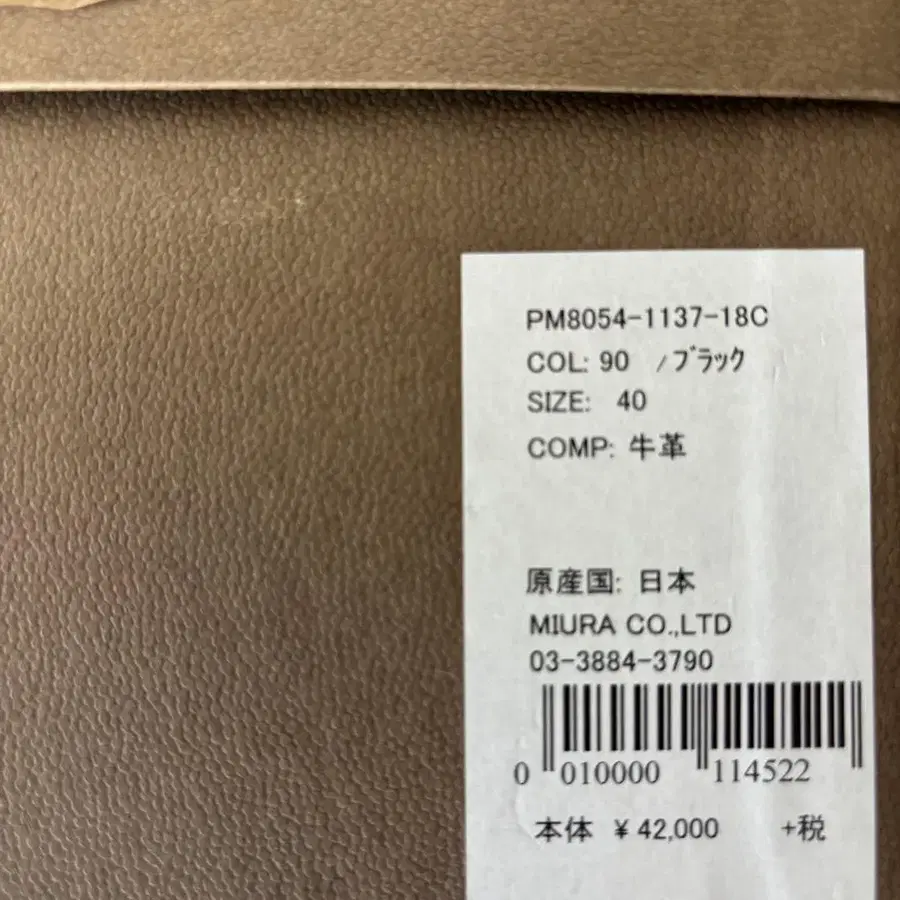 PM8054-1137-18C
COL: 90 /ブラック
SIZE: 40
COMP: 牛革
原産国: 日本
MIURA CO.,LTD
03-3884-3790
0 010000 114522
本体 ¥42,000 +税